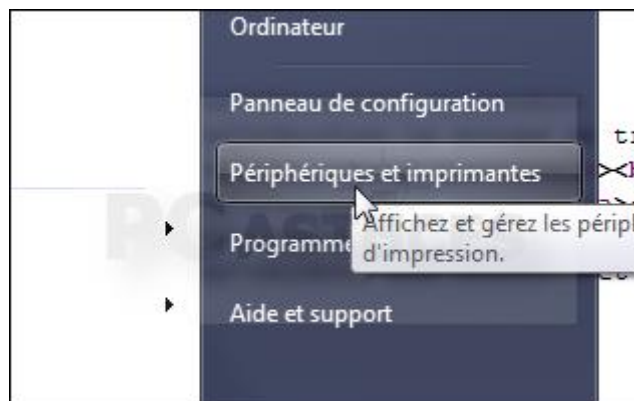 Ordinateur
Panneau de configuration
Périphériques et imprimantes
Affichez et gérez les périph
Programme
d'impression.
Aide et support